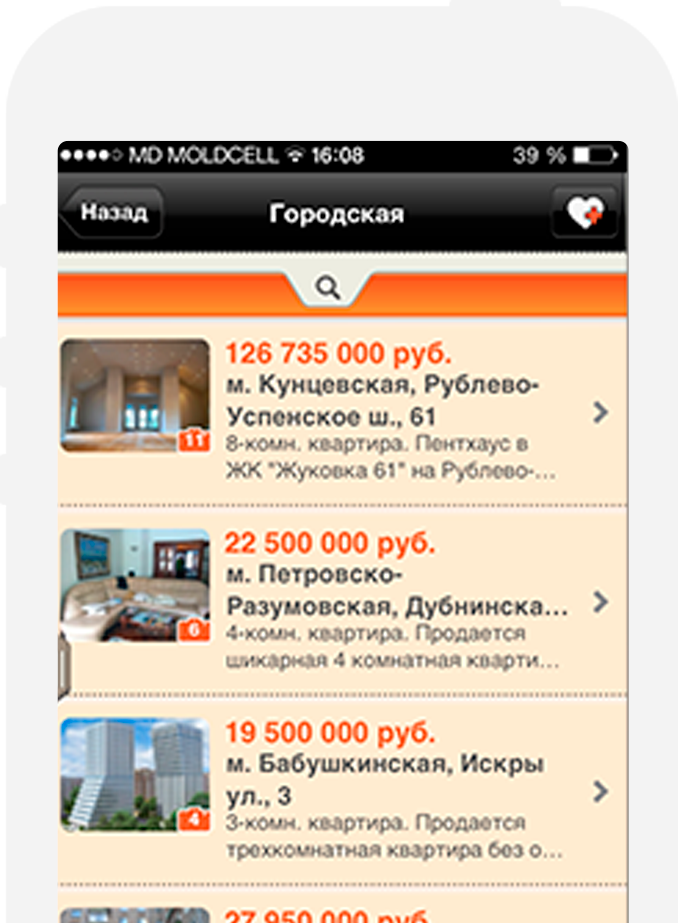 MD MOLDCELL 16:08 39 %
Назад Городская
126 735 000 руб.
м. Кунцевская, Рублево-
Успенское ш., 61
8-комн. квартира. Пентхаус в
ЖК "Жуковка 61" на Рублево-...
11
22 500 000 руб.
м. Петровско-
Разумовская, Дубнинска...
4-комн. квартира. Продается
шикарная 4 комнатная кварти...
6
19 500 000 руб.
м. Бабушкинская, Искры
ул., 3
3-комн. квартира. Продается
трехкомнатная квартира без о...
4
27 950 000 руб.